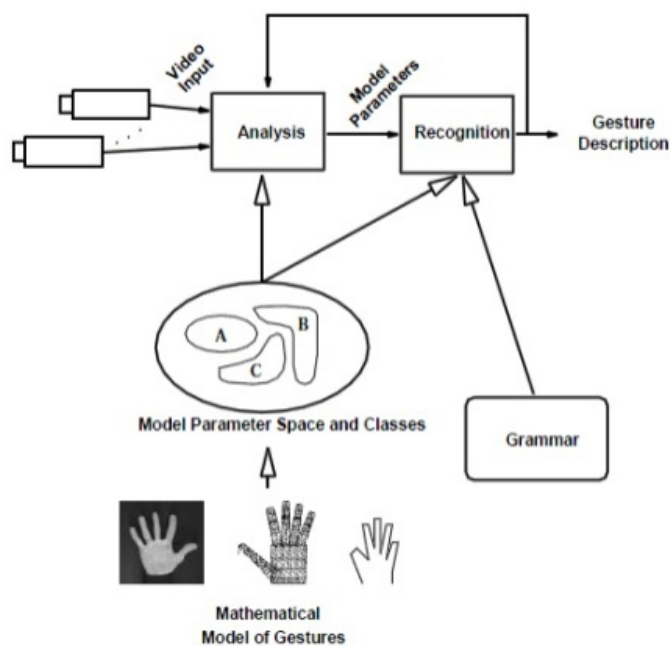 Video
Input
Analysis
Model
Parameters
Recognition
Gesture
Description
A
B
C
Model Parameter Space and Classes
Grammar
Mathematical
Model of Gestures